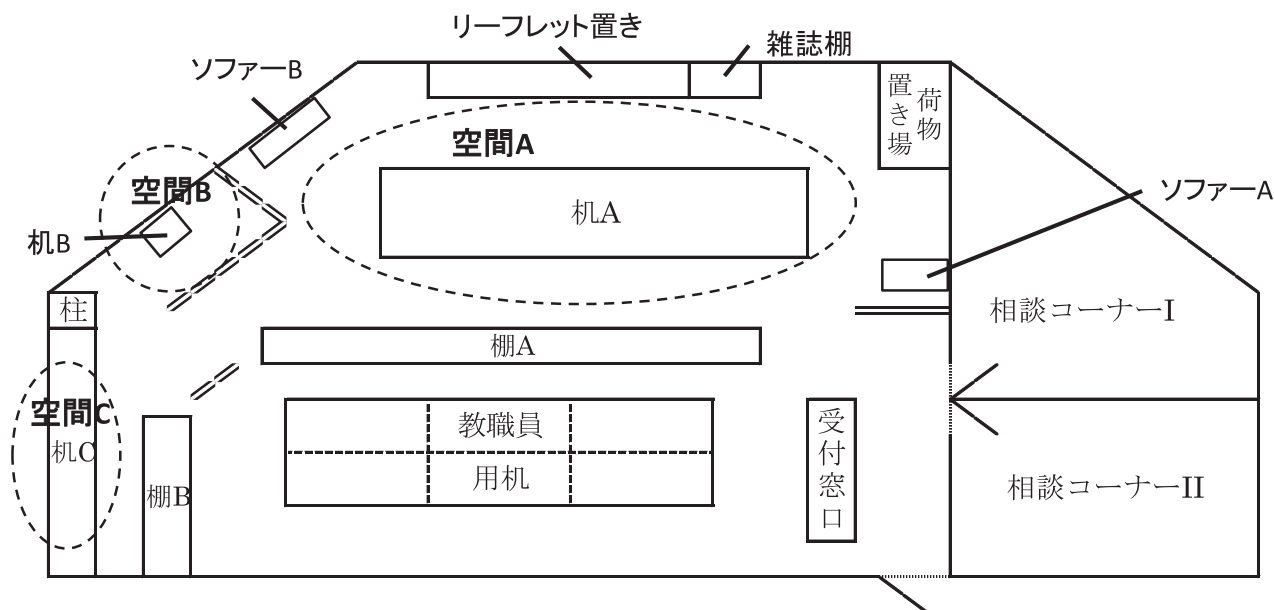 リーフレット置き
雑誌棚
ソファーB
空間A
荷物
置き場
空間B
机A
ソファーA
机B
柱
相談コーナーI
棚A
空間C
机C
教職員
用机
受付窓口
棚B
相談コーナーII